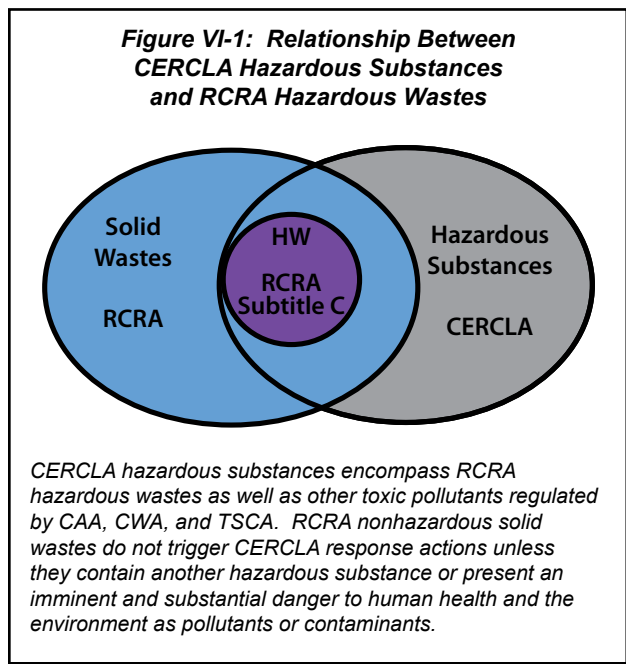 Figure VI-1: Relationship Between
CERCLA Hazardous Substances
and RCRA Hazardous Wastes
Solid
Wastes
RCRA
HW
RCRA
Subtitle C
Hazardous
Substances
CERCLA
CERCLA hazardous substances encompass RCRA
hazardous wastes as well as other toxic pollutants regulated
by CAA, CWA, and TSCA. RCRA nonhazardous solid
wastes do not trigger CERCLA response actions unless
they contain another hazardous substance or present an
imminent and substantial danger to human health and the
environment as pollutants or contaminants.